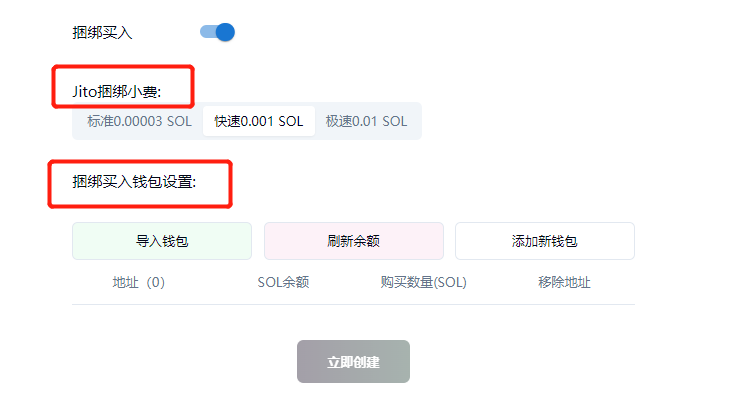 捆绑买入
Jito捆绑小费:
标准0.00003 SOL 快速0.001 SOL 极速0.01 SOL
捆绑买入钱包设置:
导入钱包 刷新余额 添加新钱包
地址（0） SOL余额 购买数量(SOL) 移除地址
立即创建